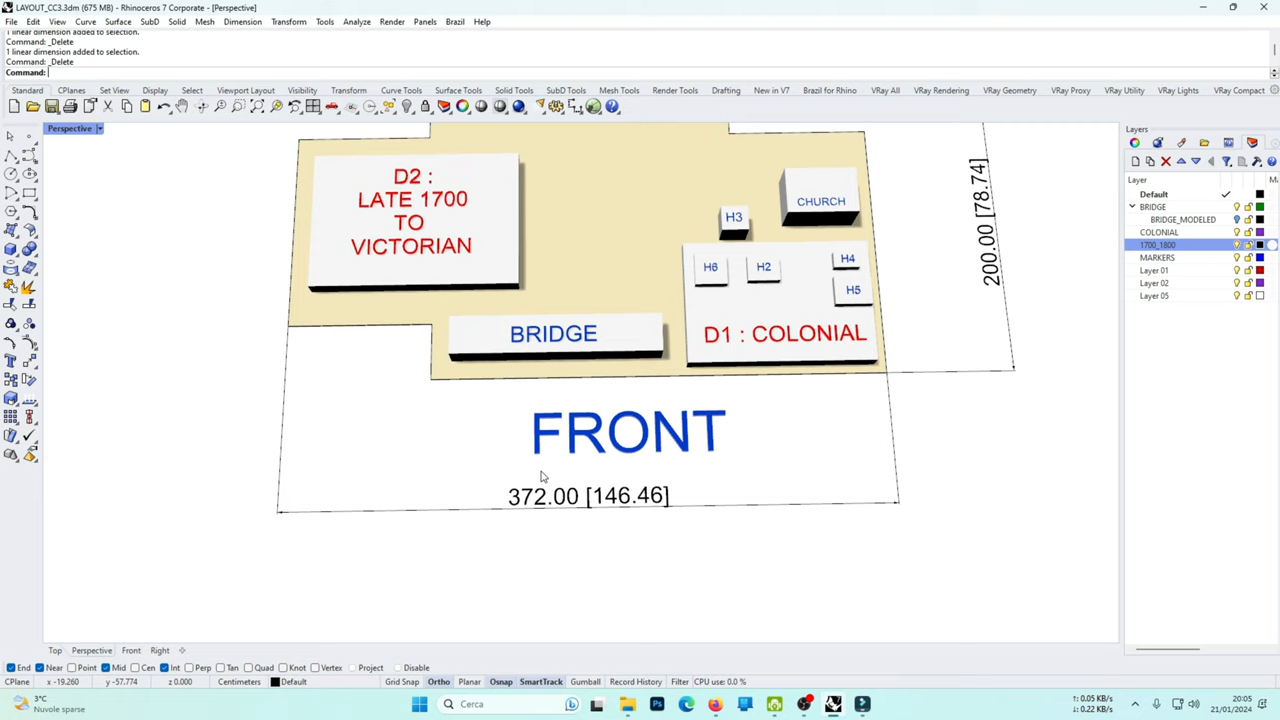 LAYOUT_CC3.3dm (675 MB) - Rhinoceros 7 Corporate - [Perspective]
File Edit View Curve Surface SubD Solid Mesh Dimension Transform Tools Analyze Render Panels Brazil Help
1 linear dimension added to selection.
Command: _Delete
1 linear dimension added to selection.
Command: _Delete
Command:
Standard CPlanes Set View Display Select Viewport Layout Visibility Transform Curve Tools Surface Tools Solid Tools SubD Tools Mesh Tools Render Tools Drafting New in V7 Brazil for Rhino VRay All VRay Rendering VRay Geometry VRay Proxy VRay Utility VRay Lights VRay Compact
Perspective
D2 :
LATE 1700
TO
VICTORIAN
CHURCH
H3
H6 H2 H4
H5
BRIDGE
D1 : COLONIAL
FRONT
372.00 [146.46]
200.00 [78.74]
Layers
Layer
Default
BRIDGE
BRIDGE_MODELED
COLONIAL
1700_1800
MARKERS
Layer 01
Layer 02
Layer 05
Top Perspective Front Right
End Near Point Mid Cen Int Perp Tan Quad Knot Vertex Project Disable
CPlane x -19.260 y -57.774 z 0.000 Centimeters Default Grid Snap Ortho Planar Osnap SmartTrack Gumball Record History Filter CPU use: 0.0 %
3°C
Nuvole sparse
Cerca
↑: 0.05 KB/s
↓: 0.22 KB/s
20:05
21/01/2024